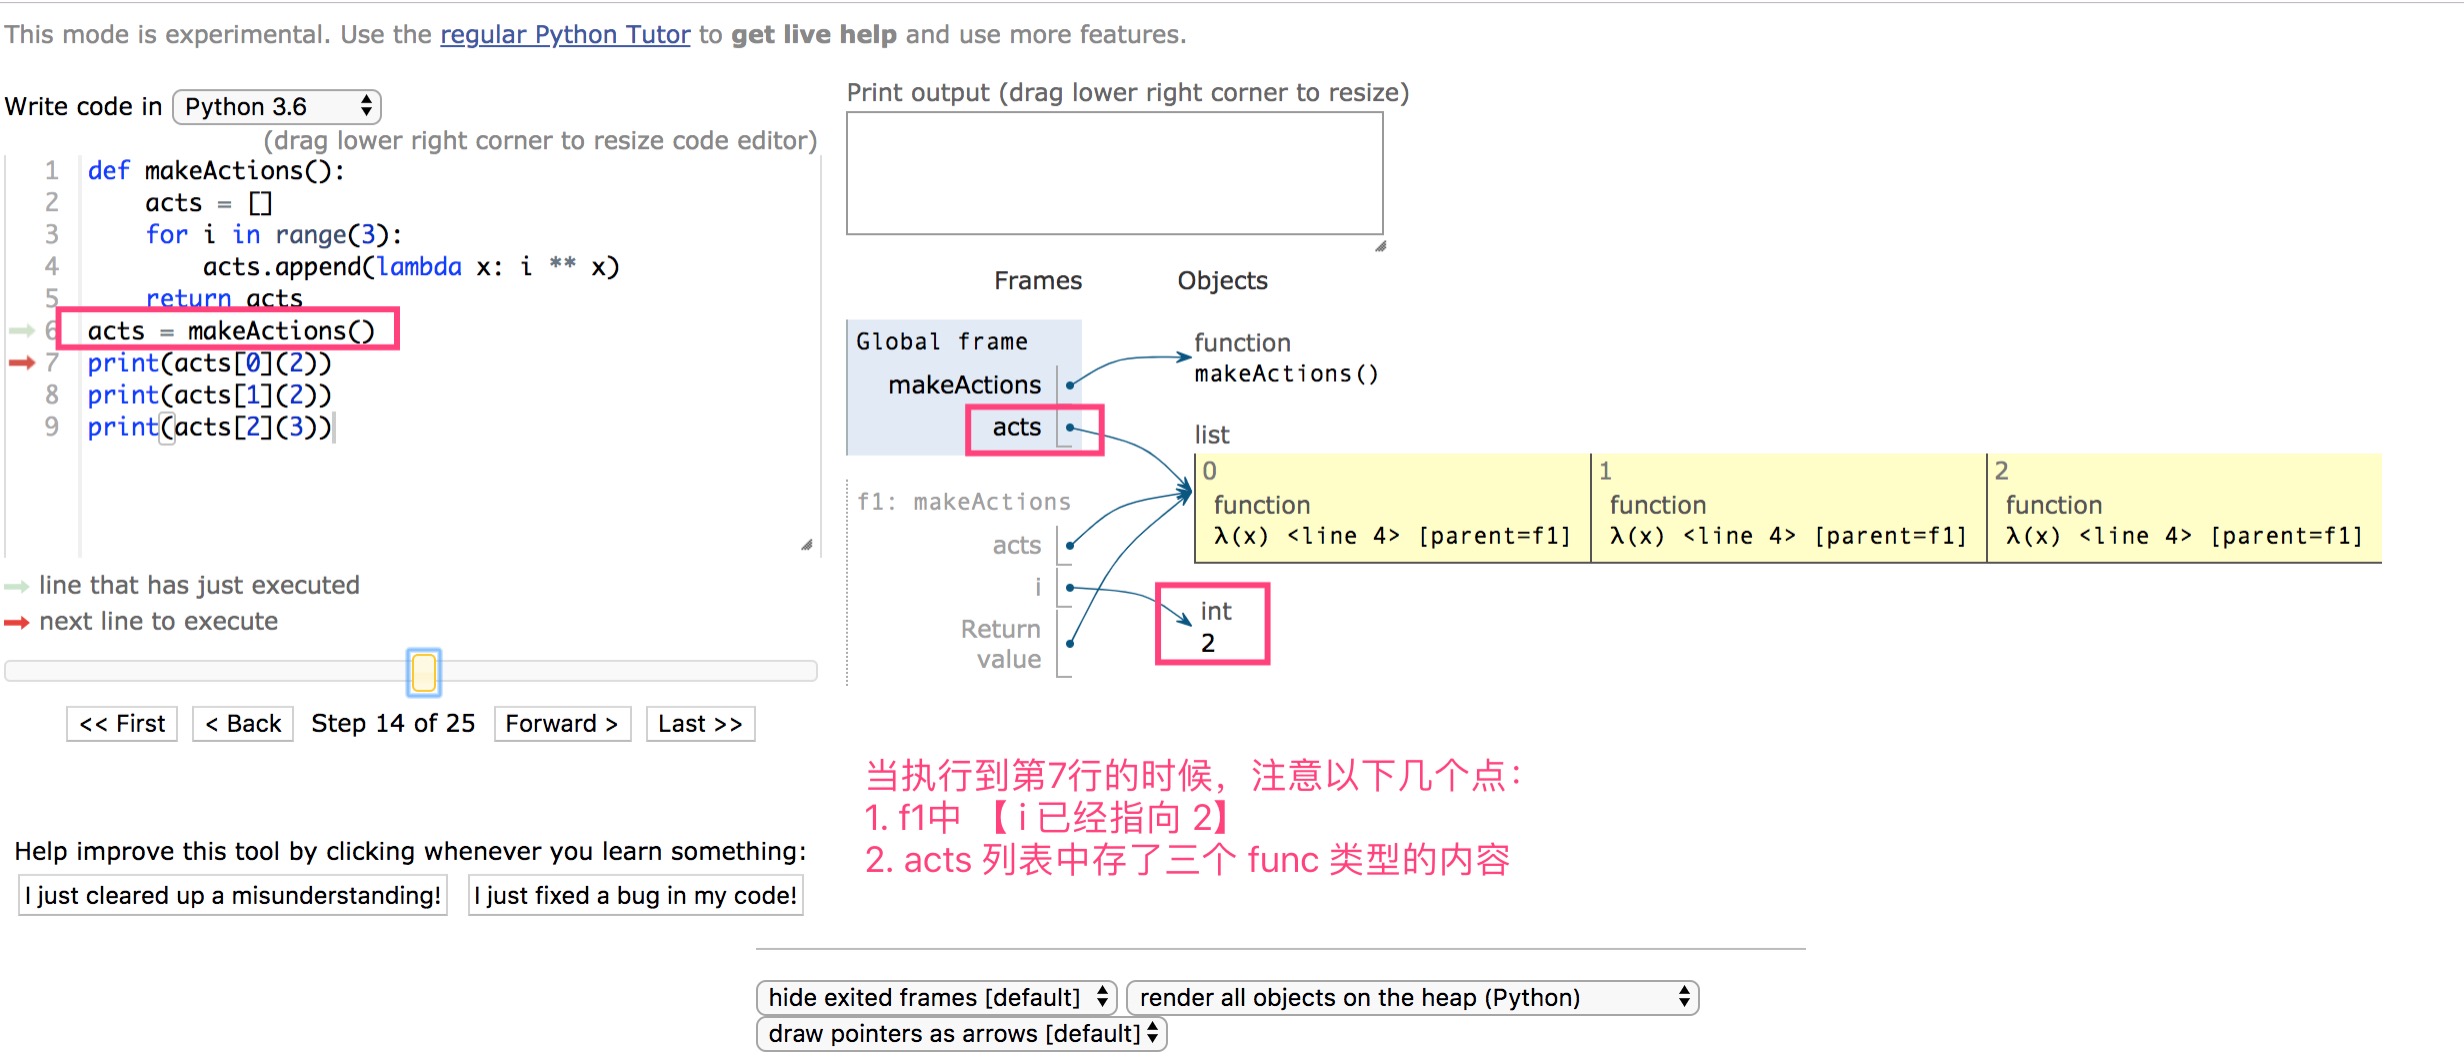 This mode is experimental. Use the regular Python Tutor to get live help and use more features.
Write code in Python 3.6
(drag lower right corner to resize code editor)
1 def makeActions():
2 acts = []
3 for i in range(3):
4 acts.append(lambda x: i ** x)
5 return acts
6 acts = makeActions()
7 print(acts[0](2))
8 print(acts[1](2))
9 print(acts[2](3))
line that has just executed
next line to execute
<< First < Back Step 14 of 25 Forward > Last >>
Help improve this tool by clicking whenever you learn something:
I just cleared up a misunderstanding! I just fixed a bug in my code!
Print output (drag lower right corner to resize)
Frames Objects
Global frame
makeActions
acts
function
makeActions()
list
0 1 2
function function function
λ(x) <line 4> [parent=f1] λ(x) <line 4> [parent=f1] λ(x) <line 4> [parent=f1]
f1: makeActions
acts
i
Return
value
int
2
当执行到第7行的时候，注意以下几个点：
1. f1中 【 i 已经指向 2】
2. acts 列表中存了三个 func 类型的内容
hide exited frames [default] render all objects on the heap (Python)
draw pointers as arrows [default]